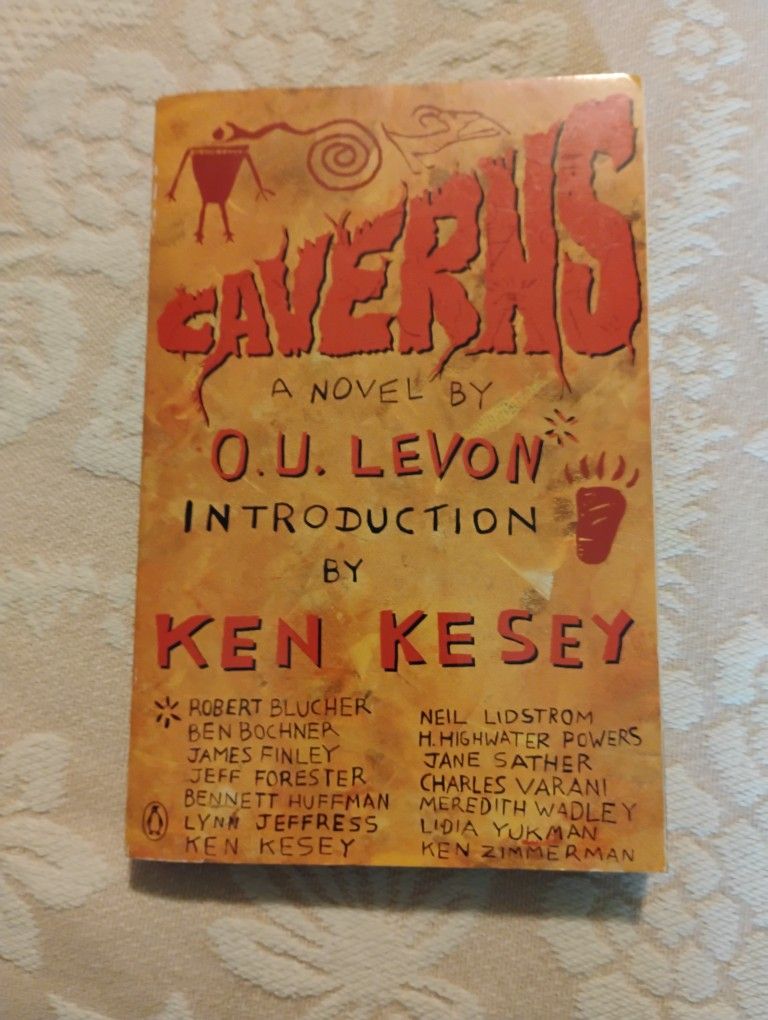 CAVERNS
A NOVEL BY
O.U. LEVON*
INTRODUCTION
BY
KEN KESEY
* ROBERT BLUCHER
BEN BOCHNER
JAMES FINLEY
JEFF FORESTER
BENNETT HUFFMAN
LYNN JEFFRESS
KEN KESEY
NEIL LIDSTROM
H. HIGHWATER POWERS
JANE SATHER
CHARLES VARANI
MEREDITH WADLEY
LIDIA YUKMAN
KEN ZIMMERMAN